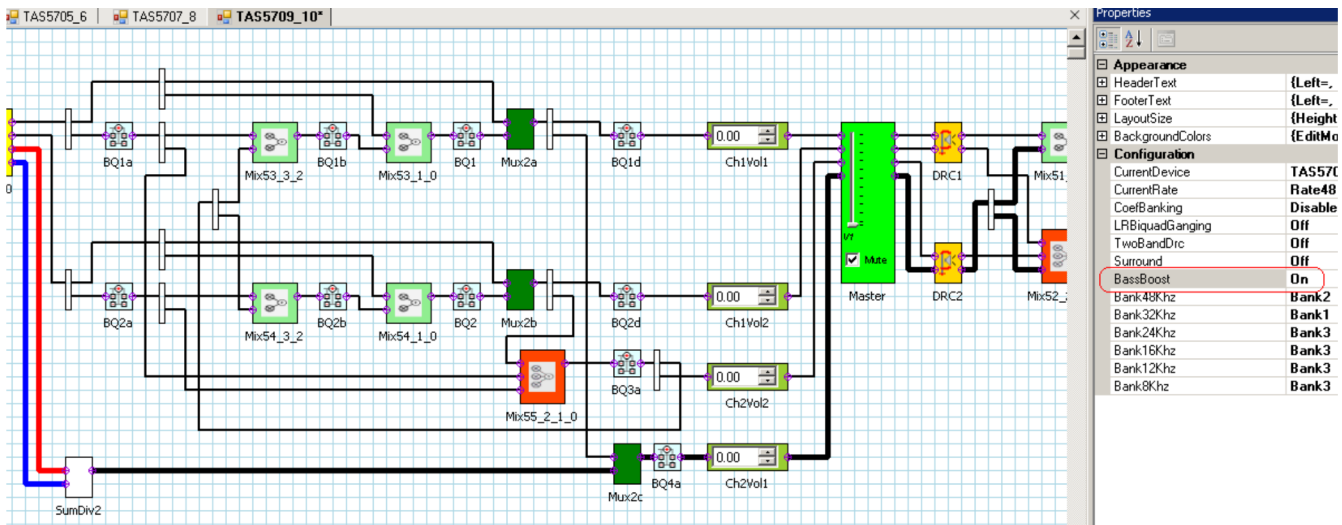 TAS5705_6 TAS5707_8 TAS5709_10*
BQ1a Mix53_3_2 BQ1b Mix53_1_0 BQ1 Mux2a BQ1d 0.00 Ch1Vol1 DRC1 Mix51_
V1
Mute
BQ2a Mix54_3_2 BQ2b Mix54_1_0 BQ2 Mux2b BQ2d 0.00 Ch1Vol2 Master DRC2 Mix52_
Mix55_2_1_0 BQ3a 0.00 Ch2Vol2
SumDiv2 Mux2c BQ4a 0.00 Ch2Vol1
Properties
Appearance
HeaderText {Left=,
FooterText {Left=,
LayoutSize {Height
BackgroundColors {EditMo
Configuration
CurrentDevice TAS570
CurrentRate Rate48
CoefBanking Disable
LRBiquadGanging Off
TwoBandDrc Off
Surround Off
BassBoost On
Bank48Khz Bank2
Bank32Khz Bank1
Bank24Khz Bank3
Bank16Khz Bank3
Bank12Khz Bank3
Bank8Khz Bank3